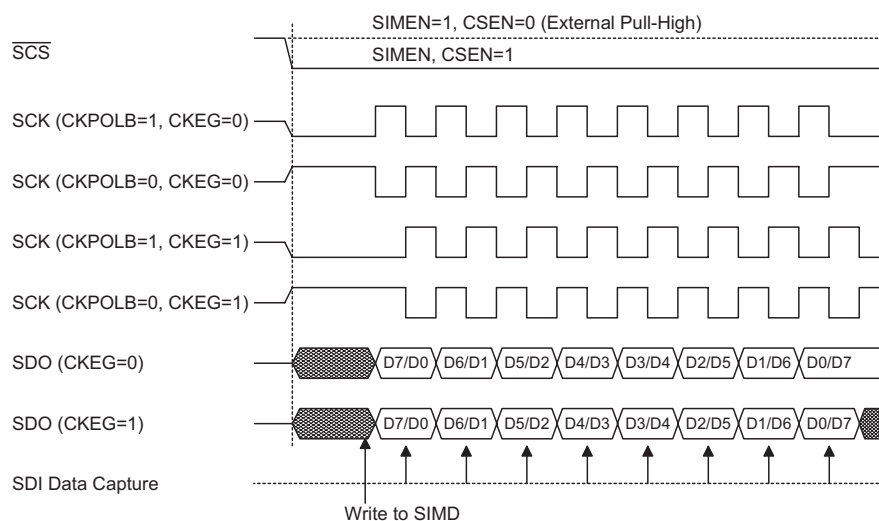 SIMEN=1, CSEN=0 (External Pull-High)
SCS
SIMEN, CSEN=1
SCK (CKPOLB=1, CKEG=0)
SCK (CKPOLB=0, CKEG=0)
SCK (CKPOLB=1, CKEG=1)
SCK (CKPOLB=0, CKEG=1)
SDO (CKEG=0) D7/D0 D6/D1 D5/D2 D4/D3 D3/D4 D2/D5 D1/D6 D0/D7
SDO (CKEG=1) D7/D0 D6/D1 D5/D2 D4/D3 D3/D4 D2/D5 D1/D6 D0/D7
SDI Data Capture
Write to SIMD